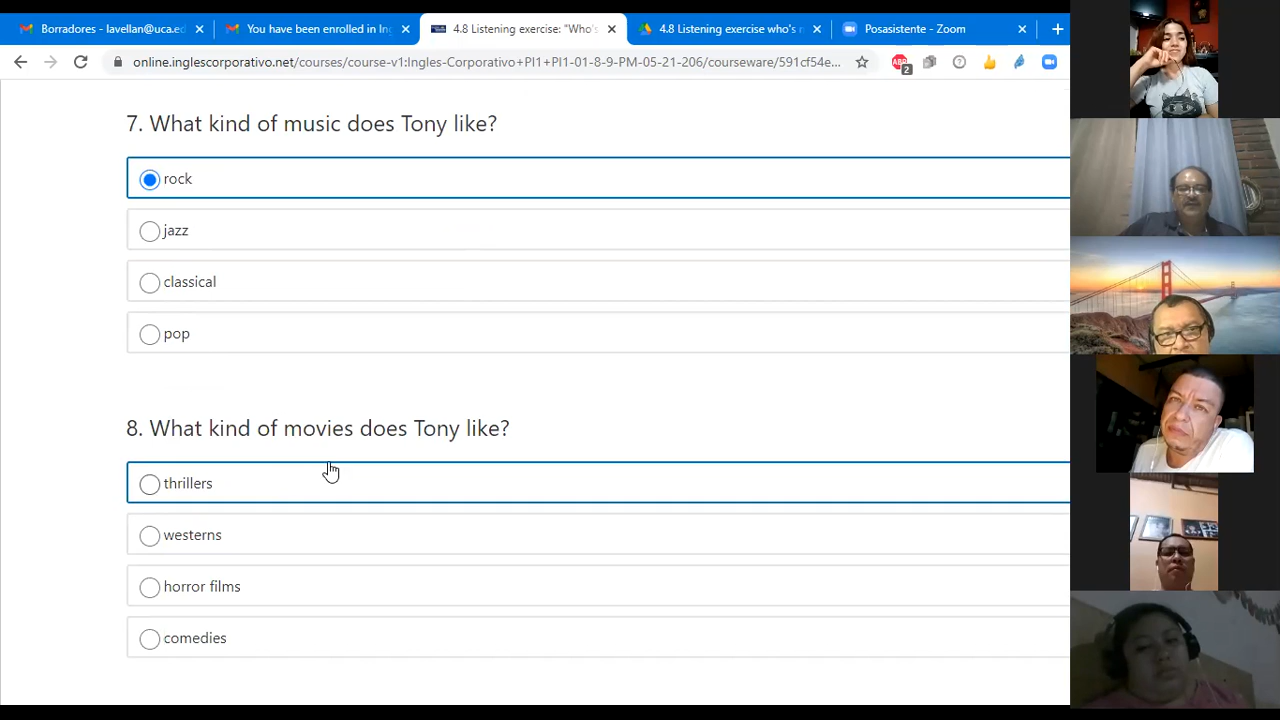 Borradores - lavellan@uca.ed
You have been enrolled in Ing
4.8 Listening exercise: "Who's
4.8 Listening exercise who's n
Posasistente - Zoom
online.inglescorporativo.net/courses/course-v1:Ingles-Corporativo+PI1+PI1-01-8-9-PM-05-21-206/courseware/591cf54e...
ABP
2
7. What kind of music does Tony like?
rock
jazz
classical
pop
8. What kind of movies does Tony like?
thrillers
westerns
horror films
comedies